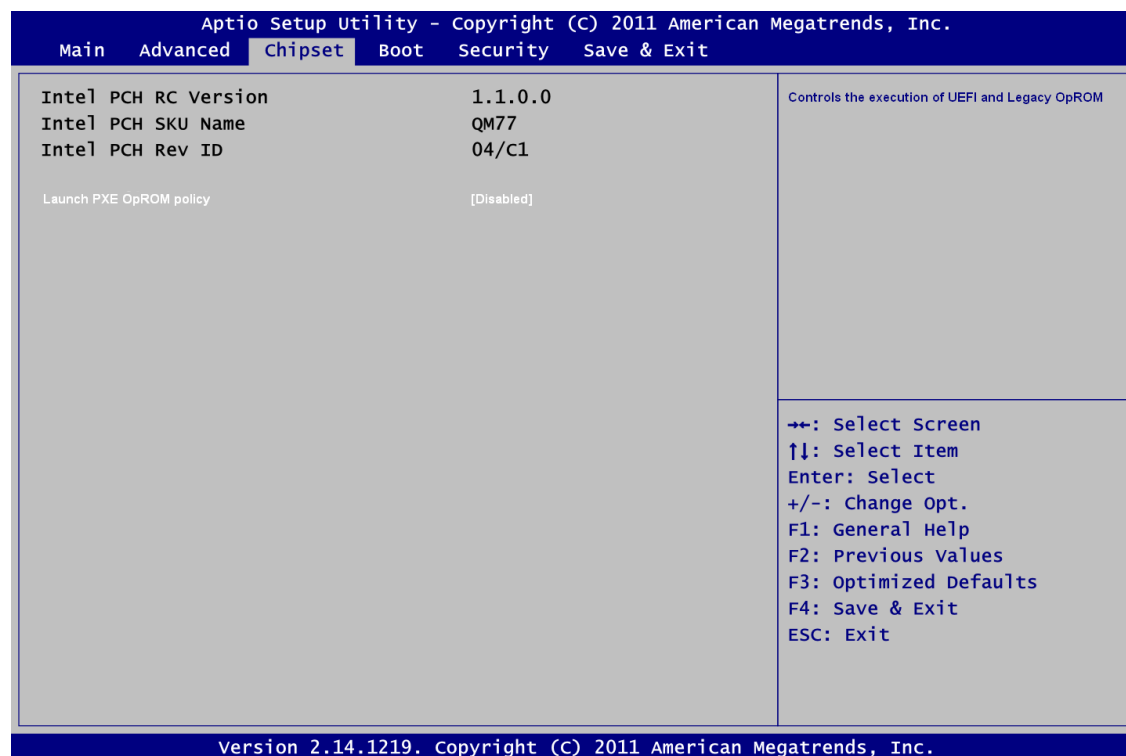 Aptio Setup Utility – Copyright (C) 2011 American Megatrends, Inc.
Main Advanced Chipset Boot Security Save & Exit
Intel PCH RC Version 1.1.0.0
Intel PCH SKU Name QM77
Intel PCH Rev ID 04/C1
Launch PXE OpROM policy [Disabled]
Controls the execution of UEFI and Legacy OpROM
→←: Select Screen
↑↓: Select Item
Enter: Select
+/-: Change Opt.
F1: General Help
F2: Previous Values
F3: Optimized Defaults
F4: Save & Exit
ESC: Exit
Version 2.14.1219. Copyright (C) 2011 American Megatrends, Inc.